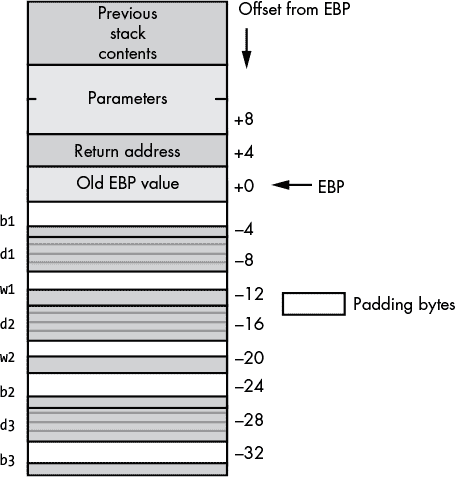 Previous
stack
contents
Offset from EBP
Parameters
+8
Return address
+4
Old EBP value
+0
EBP
b1
–4
d1
–8
w1
–12
Padding bytes
d2
–16
w2
–20
b2
–24
d3
–28
b3
–32